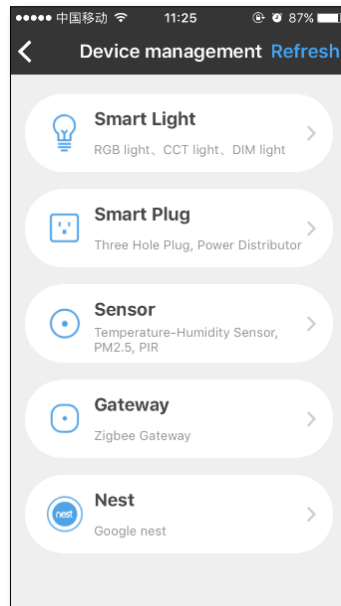 中国移动 11:25 87%
Device management Refresh
Smart Light
RGB light、CCT light、DIM light
Smart Plug
Three Hole Plug, Power Distributor
Sensor
Temperature-Humidity Sensor,
PM2.5, PIR
Gateway
Zigbee Gateway
nest
Nest
Google nest